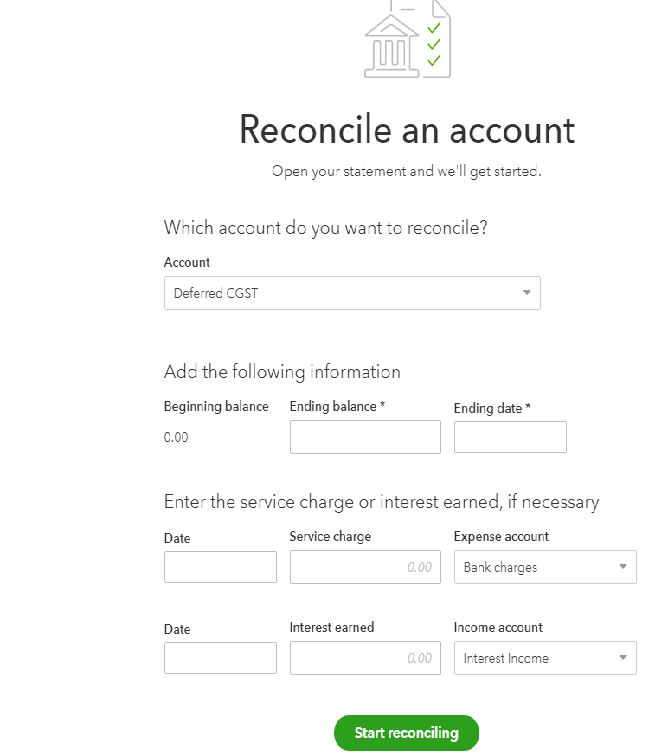 Reconcile an account
Open your statement and we'll get started.
Which account do you want to reconcile?
Account
Deferred CGST
Add the following information
Beginning balance Ending balance * Ending date *
0.00
Enter the service charge or interest earned, if necessary
Date Service charge Expense account
0.00 Bank charges
Date Interest earned Income account
0.00 Interest Income
Start reconciling